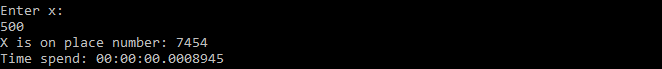 Enter x:
500
X is on place number: 7454
Time spend: 00:00:00.0008945